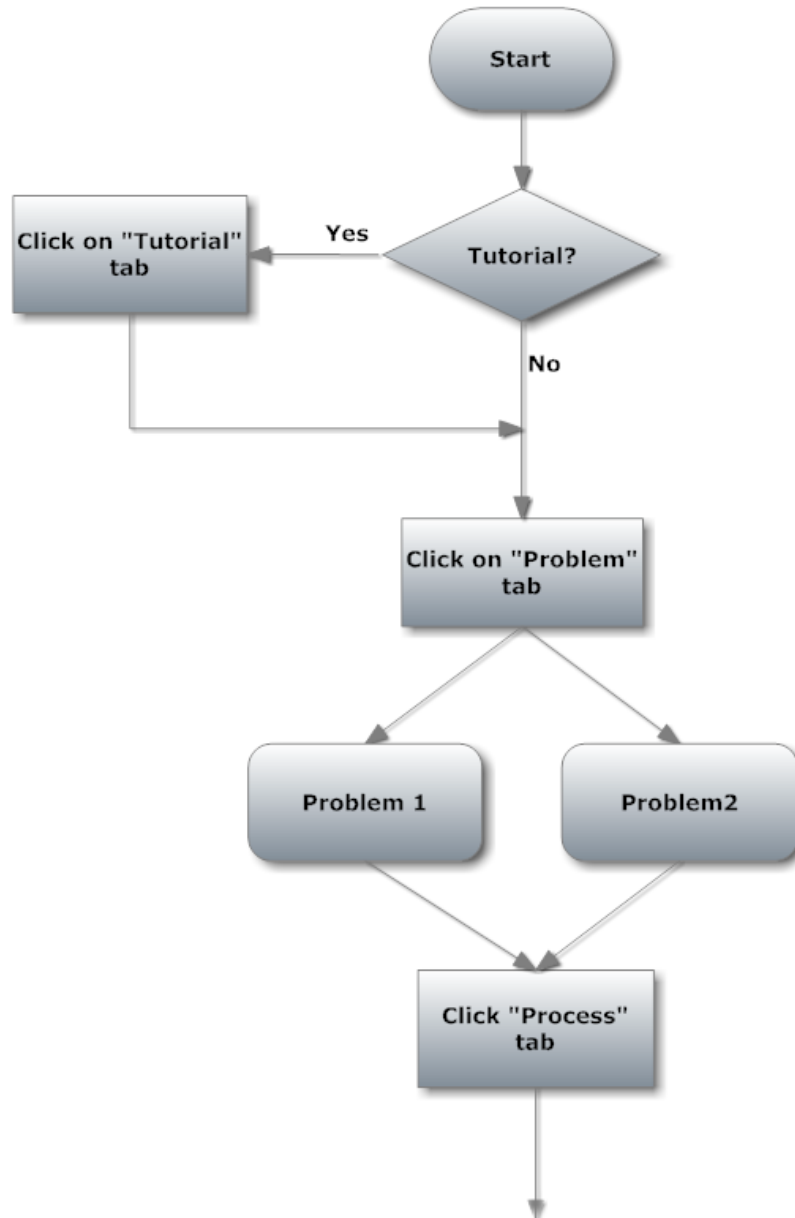 Start
Tutorial?
Yes
Click on "Tutorial"
tab
No
Click on "Problem"
tab
Problem 1
Problem2
Click "Process"
tab